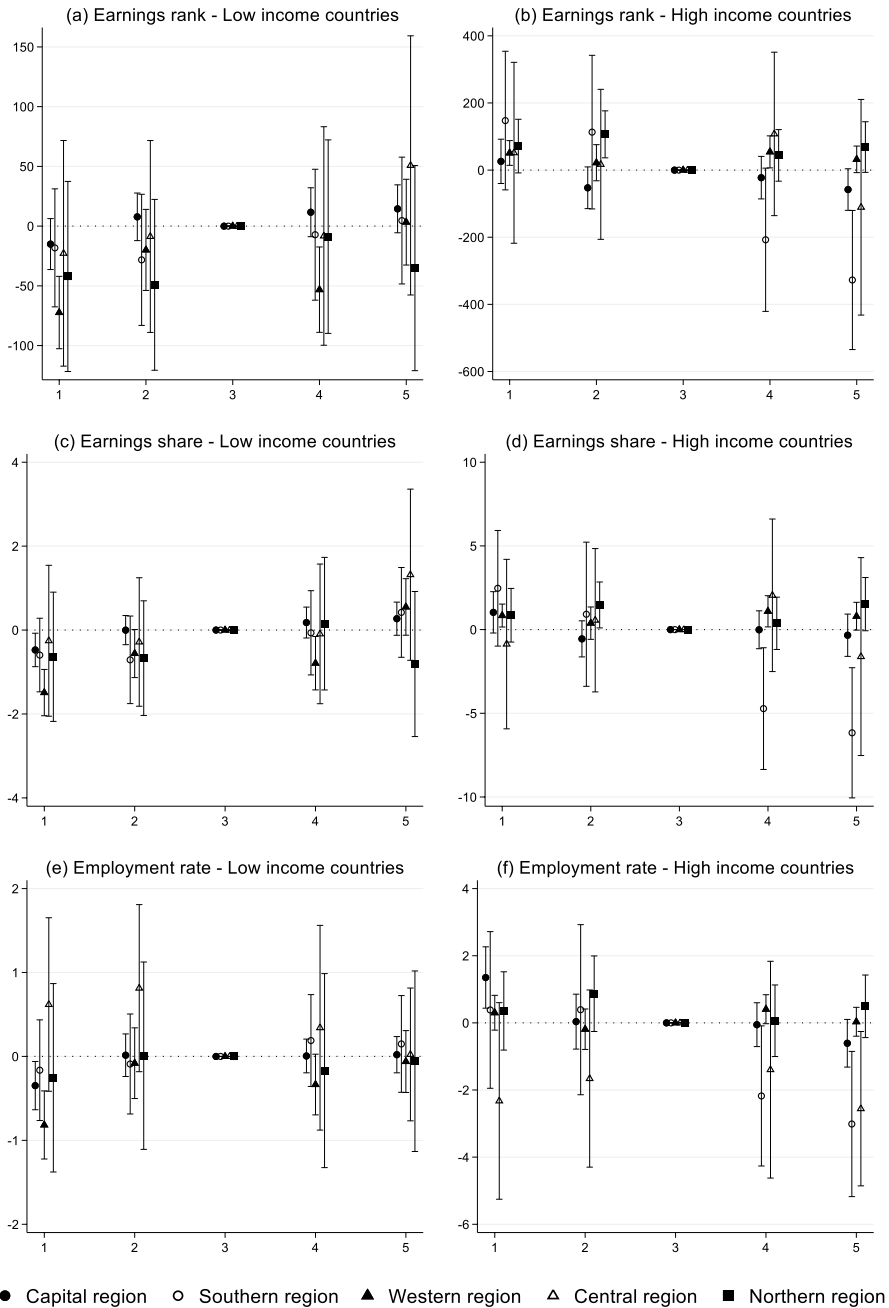 (a) Earnings rank - Low income countries
150
100
50
0
-50
-100
1 2 3 4 5
(b) Earnings rank - High income countries
400
200
0
-200
-400
-600
1 2 3 4 5
(c) Earnings share - Low income countries
4
2
0
-2
-4
1 2 3 4 5
(d) Earnings share - High income countries
10
5
0
-5
-10
1 2 3 4 5
(e) Employment rate - Low income countries
2
1
0
-1
-2
1 2 3 4 5
(f) Employment rate - High income countries
4
2
0
-2
-4
-6
1 2 3 4 5
Capital region Southern region Western region Central region Northern region